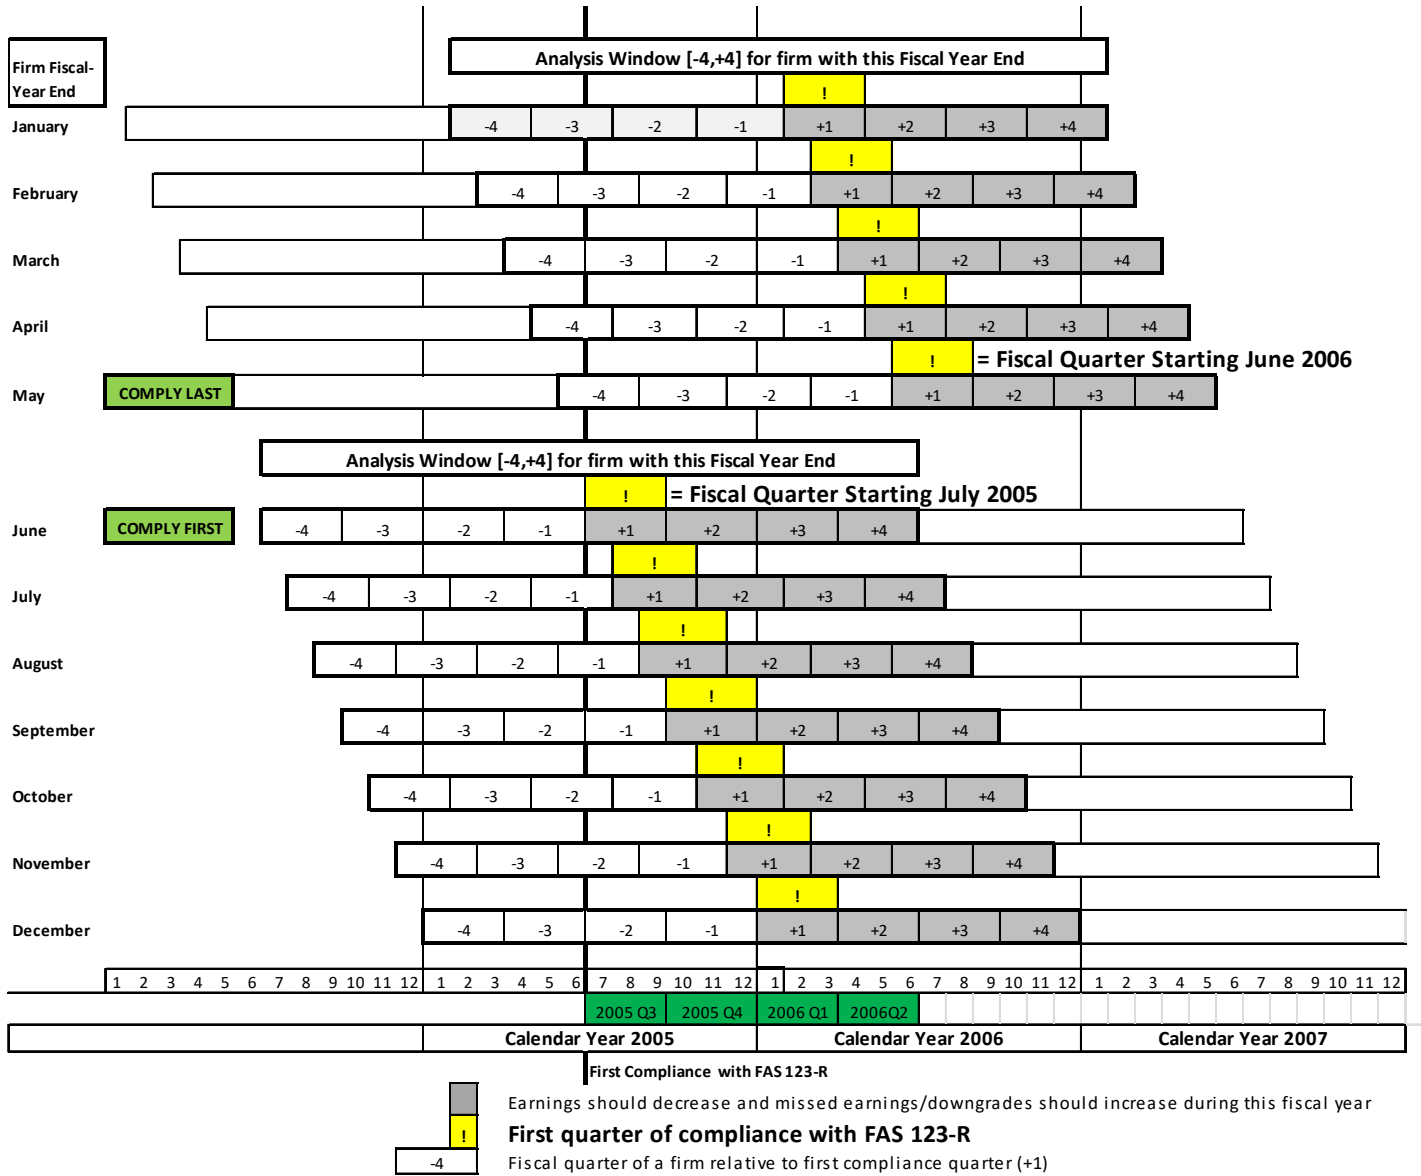 Firm Fiscal-
Year End
Analysis Window [-4,+4] for firm with this Fiscal Year End
!
January -4 -3 -2 -1 +1 +2 +3 +4
!
February -4 -3 -2 -1 +1 +2 +3 +4
!
March -4 -3 -2 -1 +1 +2 +3 +4
!
April -4 -3 -2 -1 +1 +2 +3 +4
! = Fiscal Quarter Starting June 2006
May COMPLY LAST -4 -3 -2 -1 +1 +2 +3 +4
Analysis Window [-4,+4] for firm with this Fiscal Year End
! = Fiscal Quarter Starting July 2005
June COMPLY FIRST -4 -3 -2 -1 +1 +2 +3 +4
!
July -4 -3 -2 -1 +1 +2 +3 +4
!
August -4 -3 -2 -1 +1 +2 +3 +4
!
September -4 -3 -2 -1 +1 +2 +3 +4
!
October -4 -3 -2 -1 +1 +2 +3 +4
!
November -4 -3 -2 -1 +1 +2 +3 +4
!
December -4 -3 -2 -1 +1 +2 +3 +4
1 2 3 4 5 6 7 8 9 10 11 12 1 2 3 4 5 6 7 8 9 10 11 12 1 2 3 4 5 6 7 8 9 10 11 12 1 2 3 4 5 6 7 8 9 10 11 12
2005 Q3 2005 Q4 2006 Q1 2006Q2
Calendar Year 2005 Calendar Year 2006 Calendar Year 2007
First Compliance with FAS 123-R
Earnings should decrease and missed earnings/downgrades should increase during this fiscal year
! First quarter of compliance with FAS 123-R
-4 Fiscal quarter of a firm relative to first compliance quarter (+1)